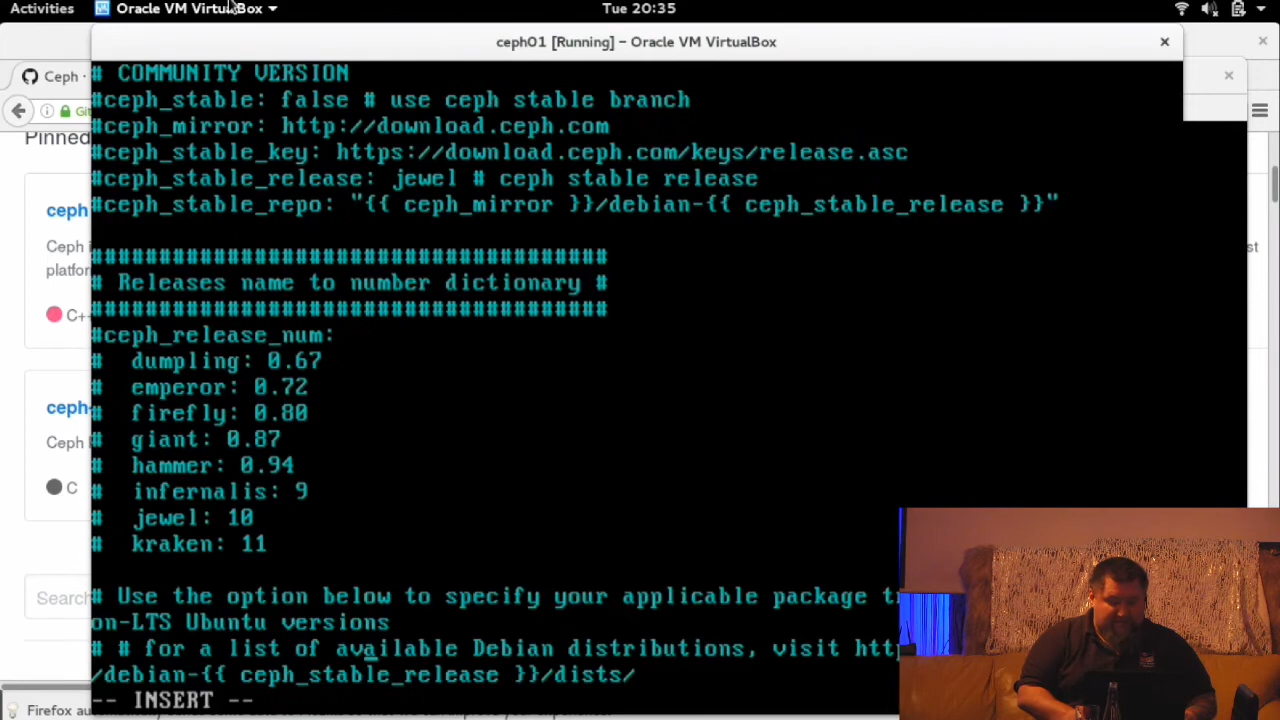 Activities
Oracle VM VirtualBox
Tue 20:35
ceph01 [Running] – Oracle VM VirtualBox
Ceph ·
Git
Pinned
ceph
Ceph i
platforn
C++
ceph-
Ceph
C
Search
st
# COMMUNITY VERSION
#ceph_stable: false # use ceph stable branch
#ceph_mirror: http://download.ceph.com
#ceph_stable_key: https://download.ceph.com/keys/release.asc
#ceph_stable_release: jewel # ceph stable release
#ceph_stable_repo: "{{ ceph_mirror }}/debian-{{ ceph_stable_release }}"
######################################
# Releases name to number dictionary #
######################################
#ceph_release_num:
#  dumpling: 0.67
#  emperor: 0.72
#  firefly: 0.80
#  giant: 0.87
#  hammer: 0.94
#  infernalis: 9
#  jewel: 10
#  kraken: 11
# Use the option below to specify your applicable package t
on-LTS Ubuntu versions
# # for a list of available Debian distributions, visit htt
/debian-{{ ceph_stable_release }}/dists/
-- INSERT --
Firefox autom